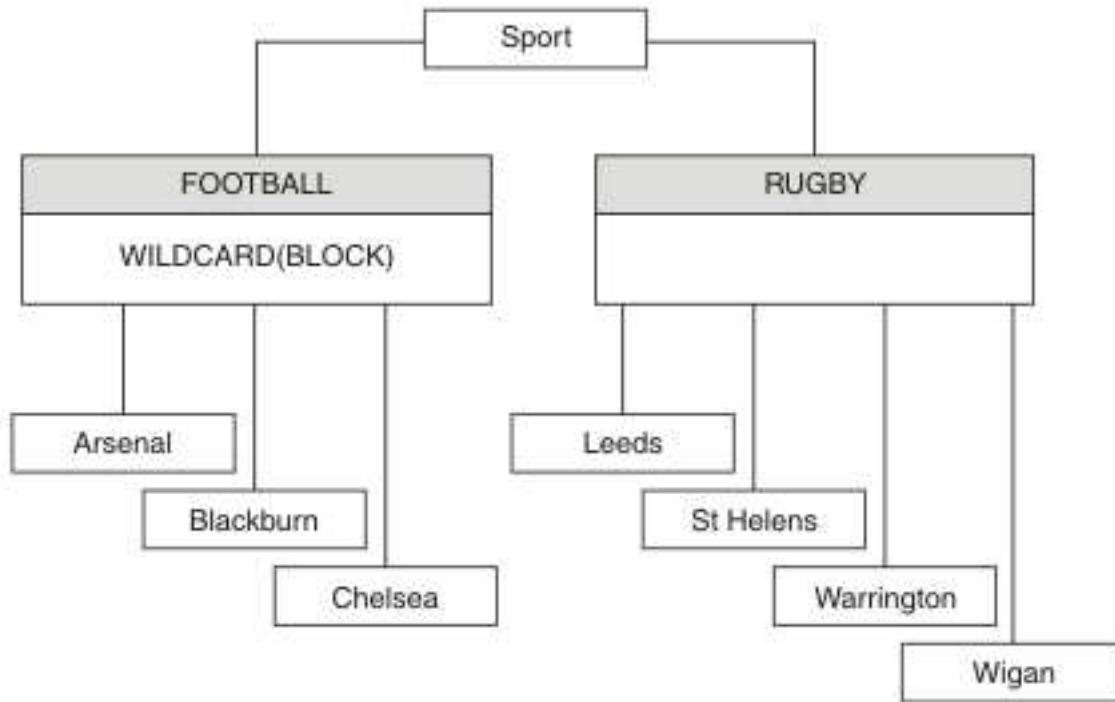 Sport
FOOTBALL
RUGBY
WILDCARD(BLOCK)
Arsenal
Leeds
Blackburn
St Helens
Chelsea
Warrington
Wigan